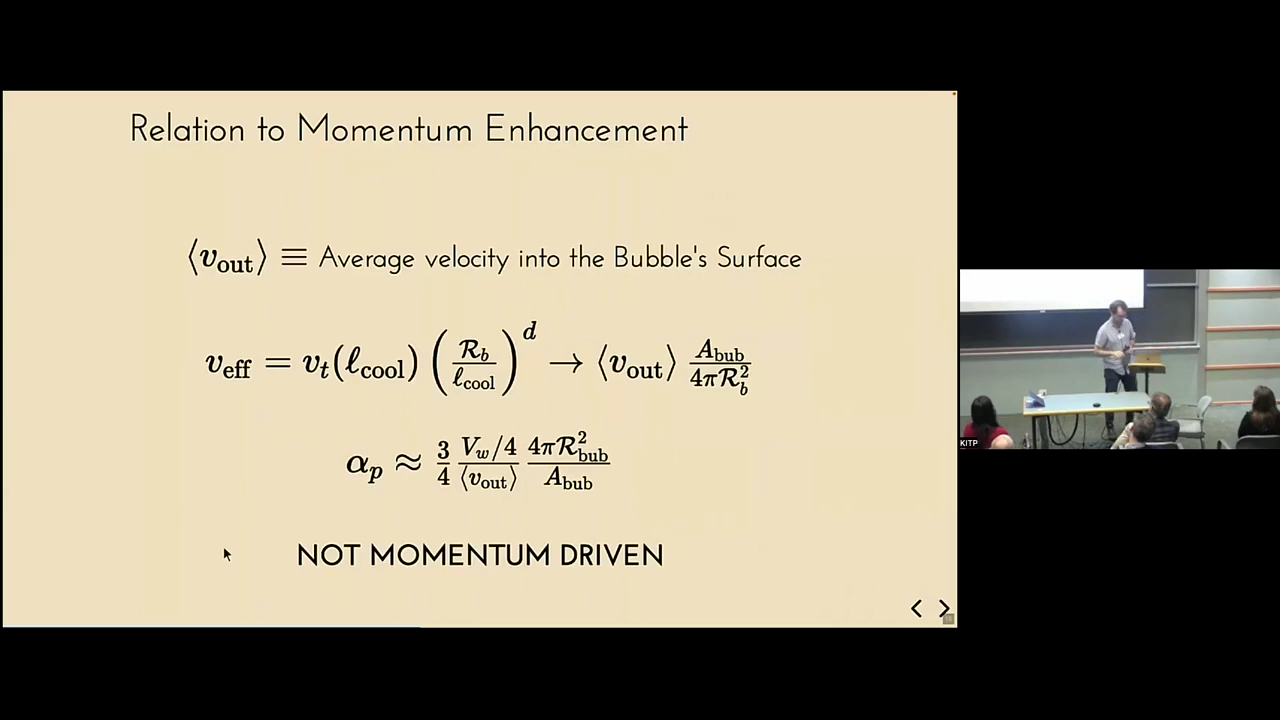 Relation to Momentum Enhancement
⟨v_out⟩ ≡ Average velocity into the Bubble's Surface
v_eff = v_t(ℓ_cool) (ℛ_b/ℓ_cool)^d → ⟨v_out⟩ A_bub/4πℛ_b^2
α_p ≈ 3/4 V_w/4/⟨v_out⟩ 4πℛ_bub^2/A_bub
NOT MOMENTUM DRIVEN
KITP